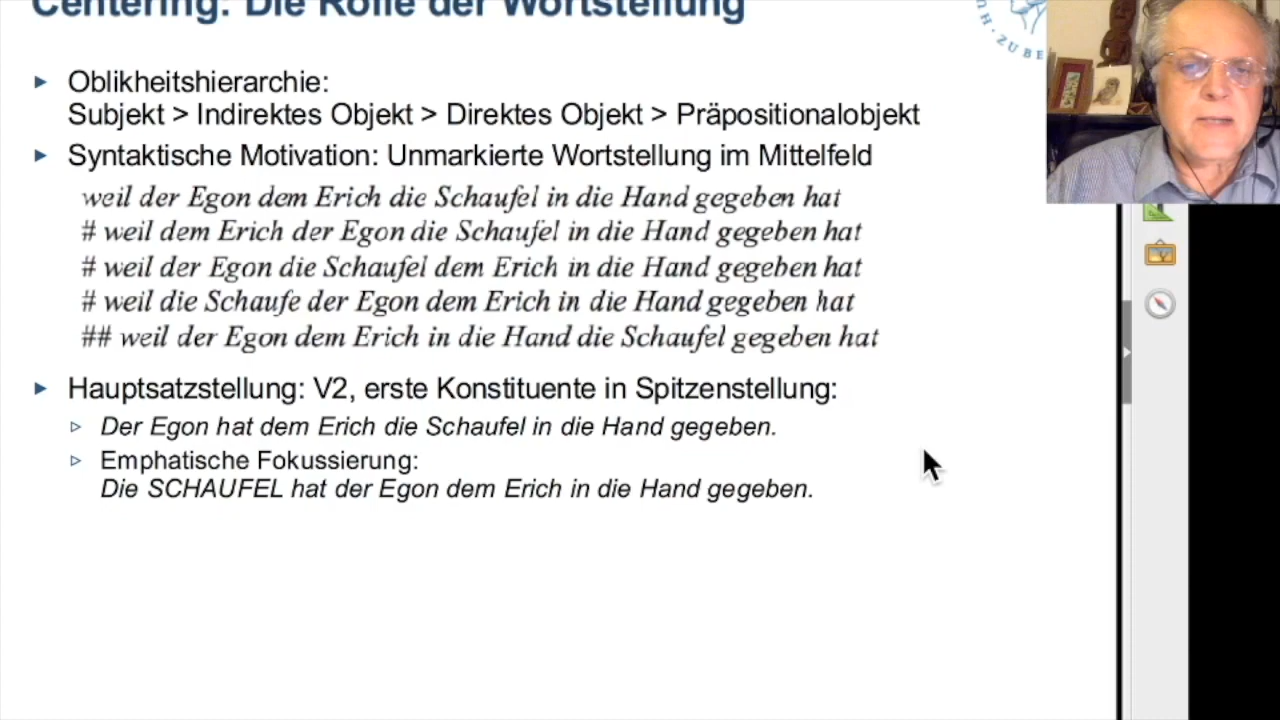 Centering: Die Rolle der Wortstellung
Oblikheitshierarchie:
Subjekt > Indirektes Objekt > Direktes Objekt > Präpositionalobjekt
Syntaktische Motivation: Unmarkierte Wortstellung im Mittelfeld
weil der Egon dem Erich die Schaufel in die Hand gegeben hat
# weil dem Erich der Egon die Schaufel in die Hand gegeben hat
# weil der Egon die Schaufel dem Erich in die Hand gegeben hat
# weil die Schaufe der Egon dem Erich in die Hand gegeben hat
## weil der Egon dem Erich in die Hand die Schaufel gegeben hat
Hauptsatzstellung: V2, erste Konstituente in Spitzenstellung:
Der Egon hat dem Erich die Schaufel in die Hand gegeben.
Emphatische Fokussierung:
Die SCHAUFEL hat der Egon dem Erich in die Hand gegeben.